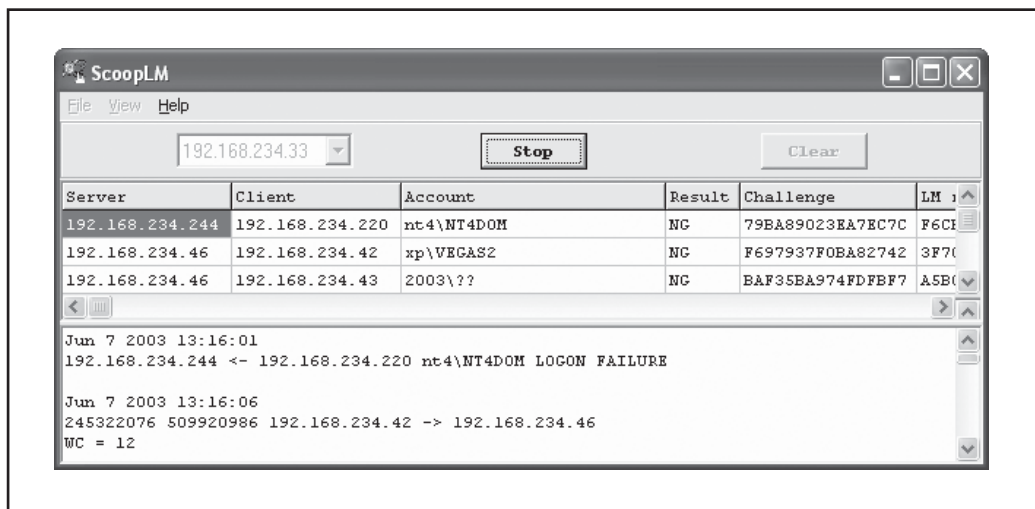 ScoopLM
File View Help
192.168.234.33 Stop Clear
Server Client Account Result Challenge LM
192.168.234.244 192.168.234.220 nt4\NT4DOM NG 79BA89023EA7EC7C
192.168.234.46 192.168.234.42 xp\VEGAS2 NG F697937F0BA82742
192.168.234.46 192.168.234.43 2003\?? NG BAF35BA974FDFBF7
Jun 7 2003 13:16:01
192.168.234.244 <- 192.168.234.220 nt4\NT4DOM LOGON FAILURE
Jun 7 2003 13:16:06
245322076 509920986 192.168.234.42 -> 192.168.234.46
WC = 12